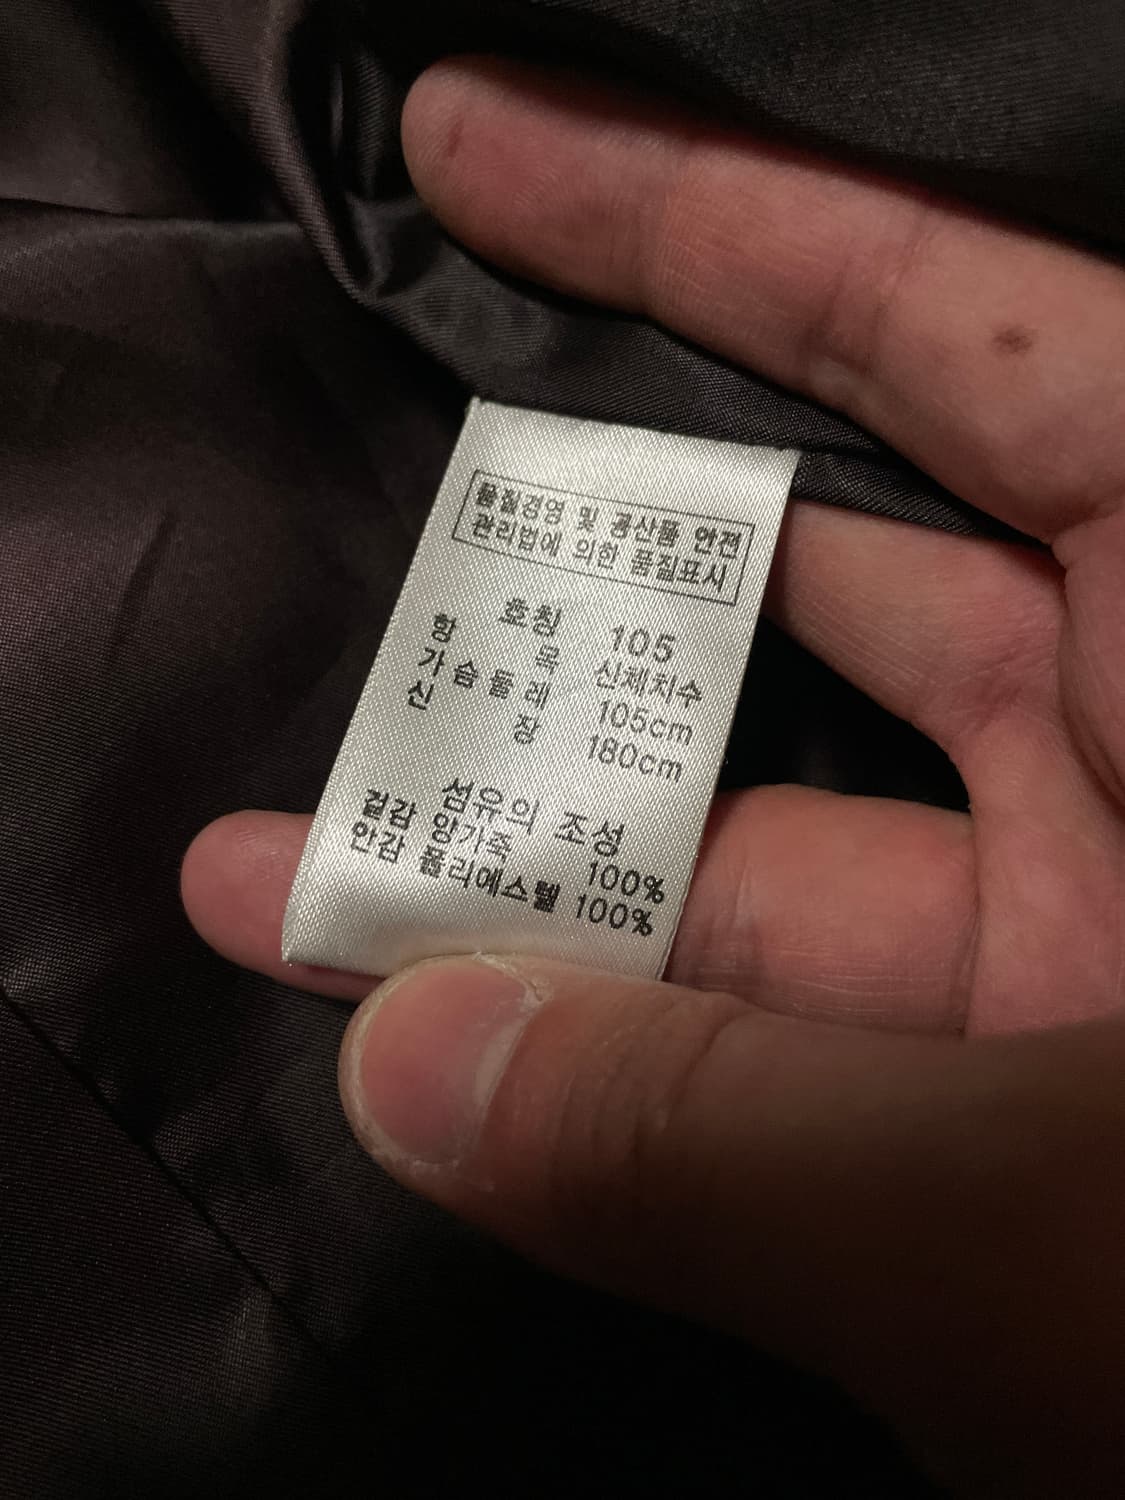 품질경영 및 공산품 안전
관리법에 의한 품질표시
호칭 105
항 목 신체치수
가슴둘레 105cm
신 장 180cm
섬유의 조성
겉감 양가죽 100%
안감 폴리에스텔 100%